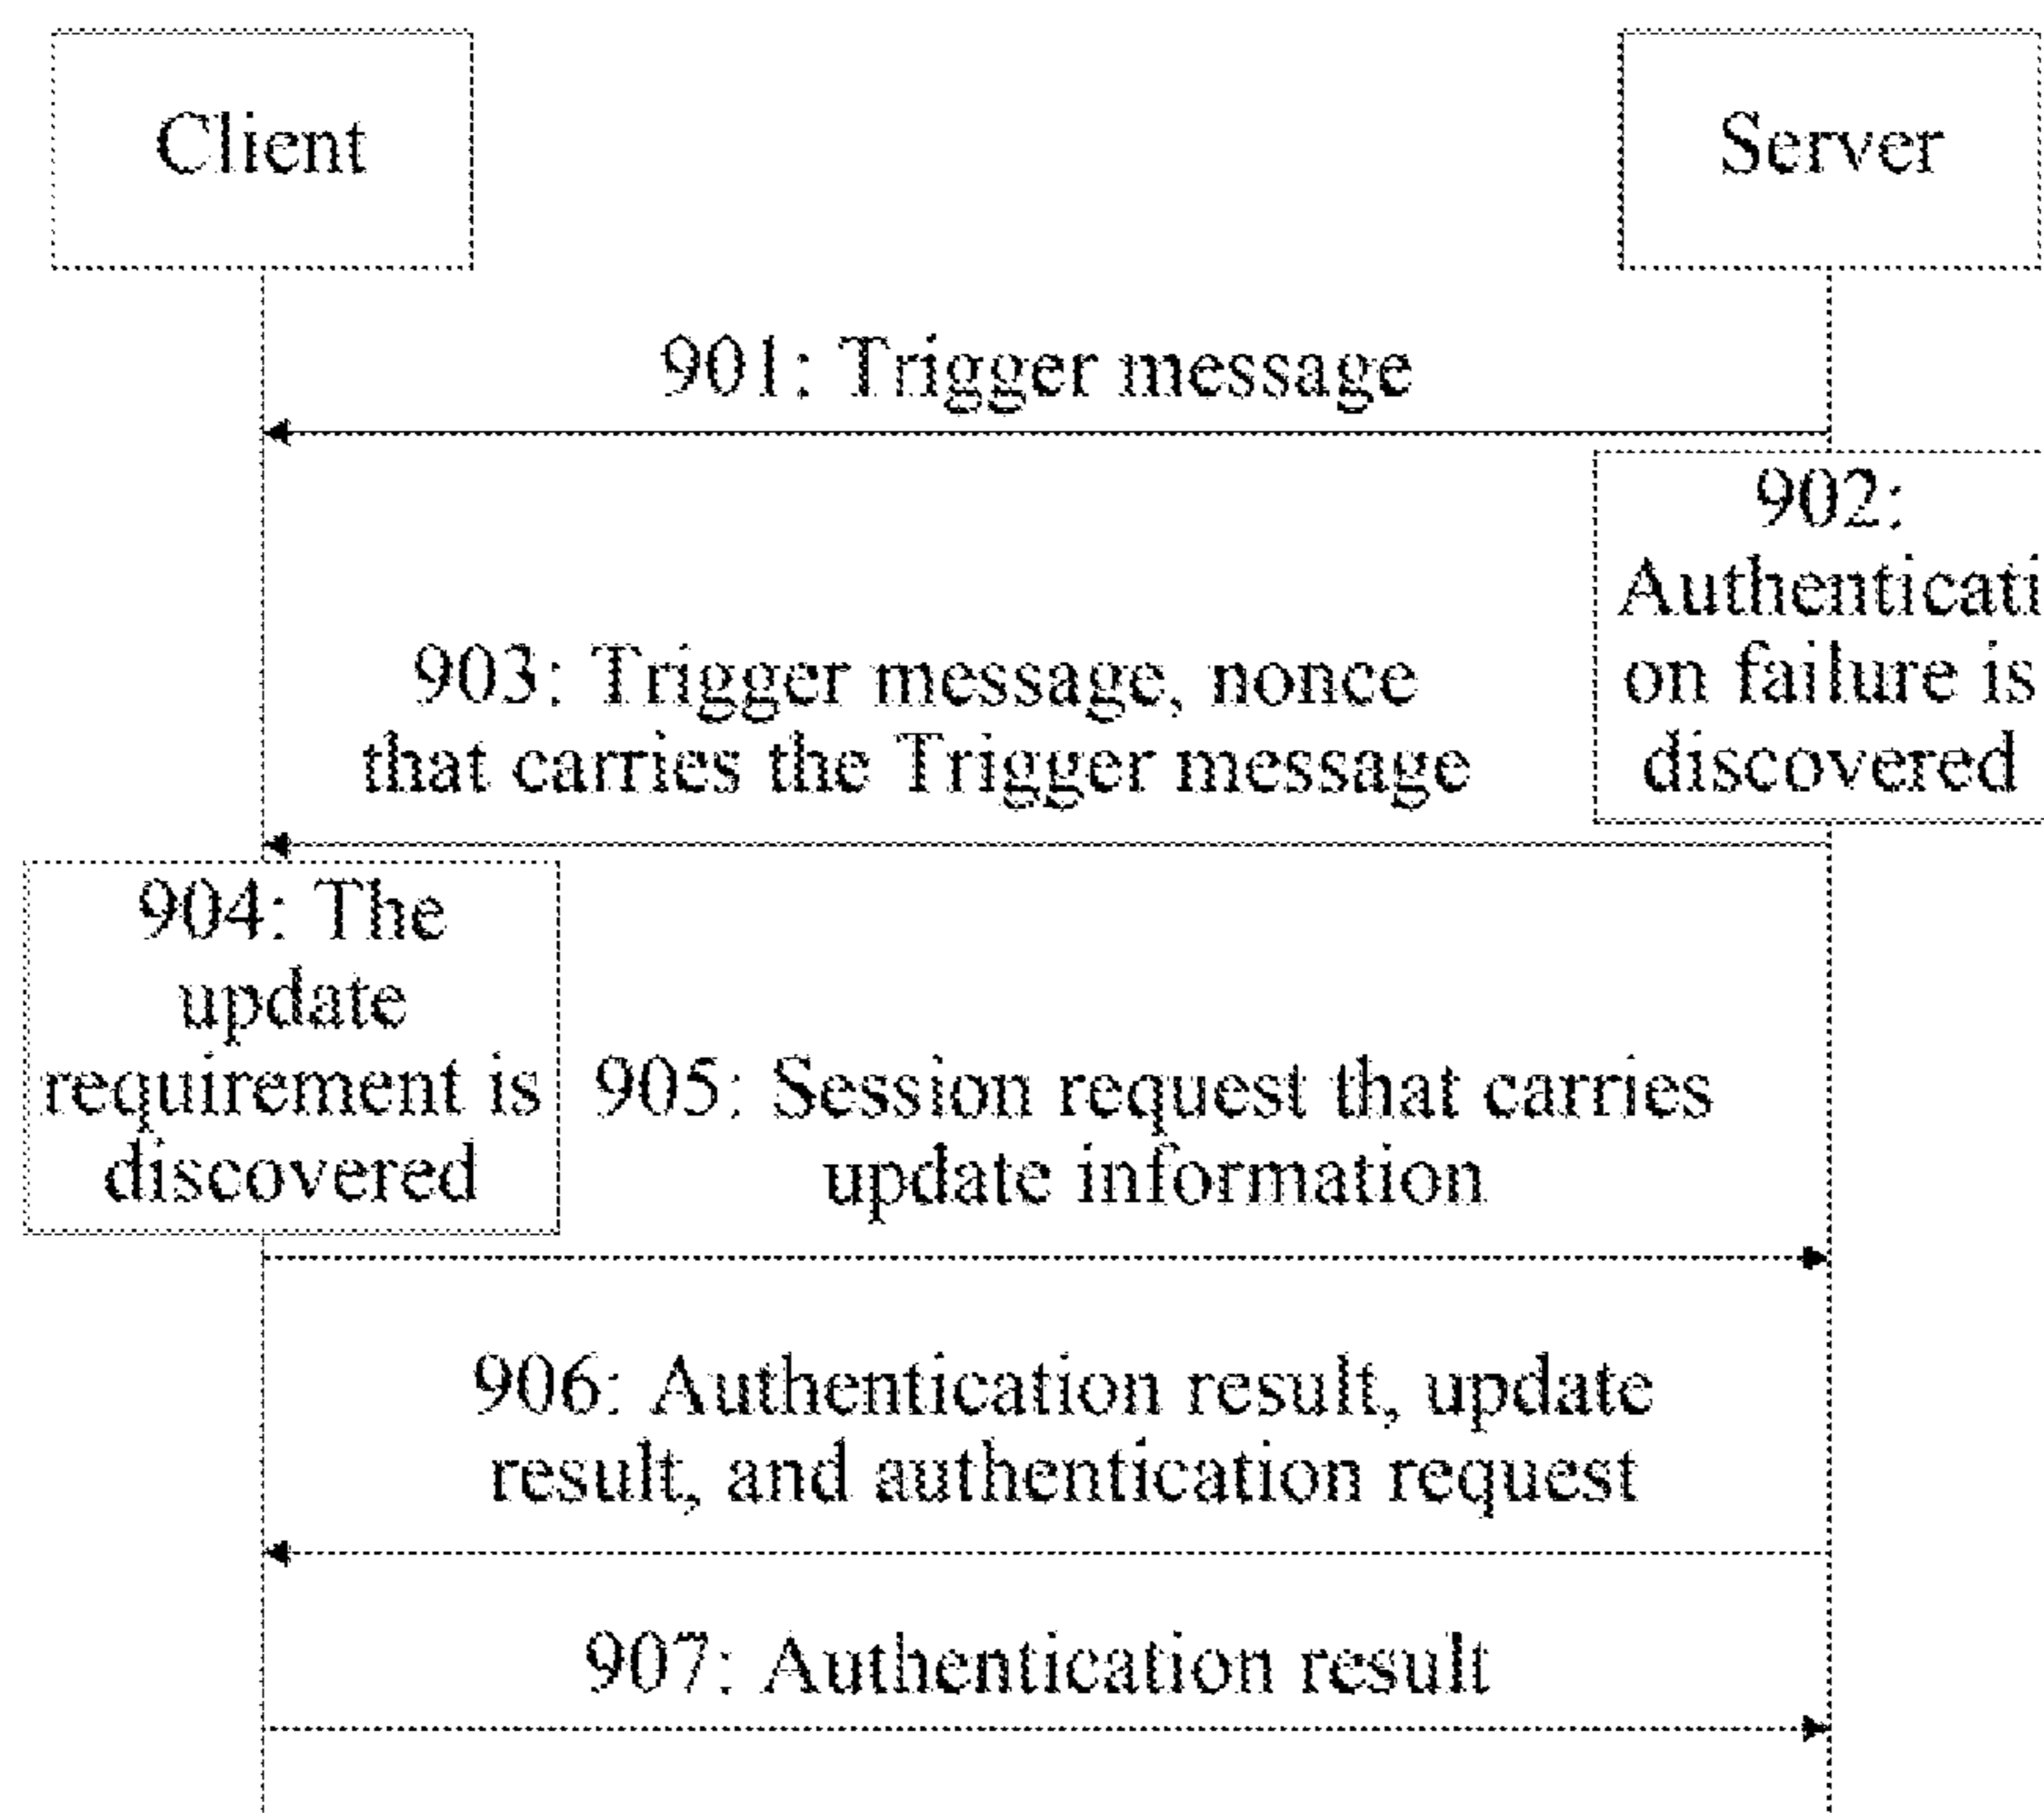 Client
Server
901: Trigger message
902:
Authenticati
on failure is
discovered
903: Trigger message, nonce
that carries the Trigger message
904: The
update
requirement is
discovered
905: Session request that carries
update information
906: Authentication result, update
result, and authentication request
907: Authentication result